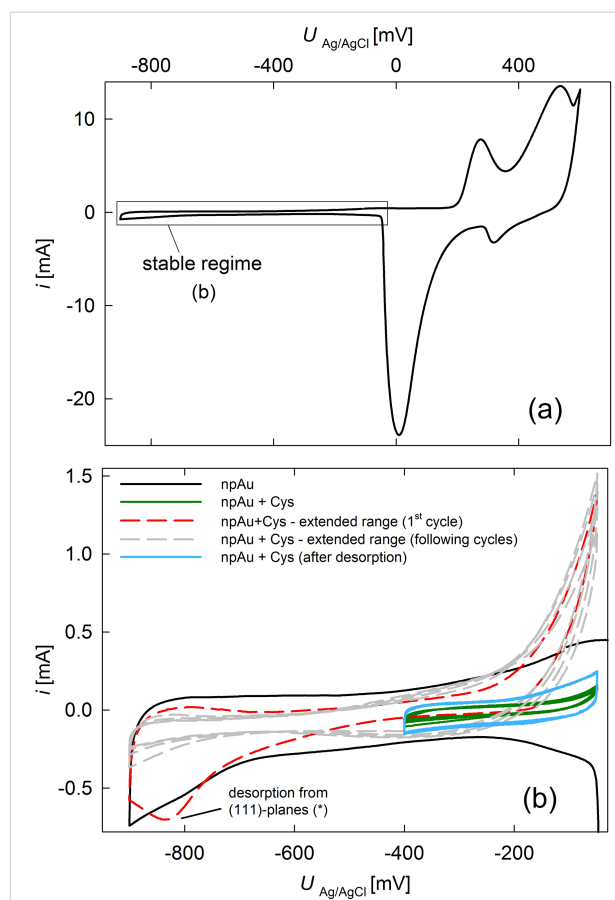 U Ag/AgCl [mV]
-800 -400 0 400
10
0
-10
-20
i [mA]
stable regime
(b)
(a)
1.5
1.0
0.5
0.0
-0.5
i [mA]
npAu
npAu + Cys
npAu+Cys - extended range (1st cycle)
npAu + Cys - extended range (following cycles)
npAu + Cys (after desorption)
desorption from
(111)-planes (*)
(b)
-800 -600 -400 -200
U Ag/AgCl [mV]